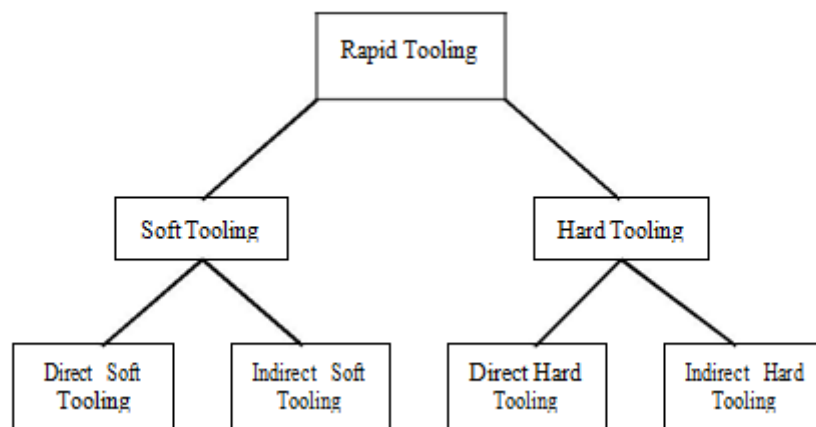 Rapid Tooling
Soft Tooling
Hard Tooling
Direct Soft
Tooling
Indirect Soft
Tooling
Direct Hard
Tooling
Indirect Hard
Tooling